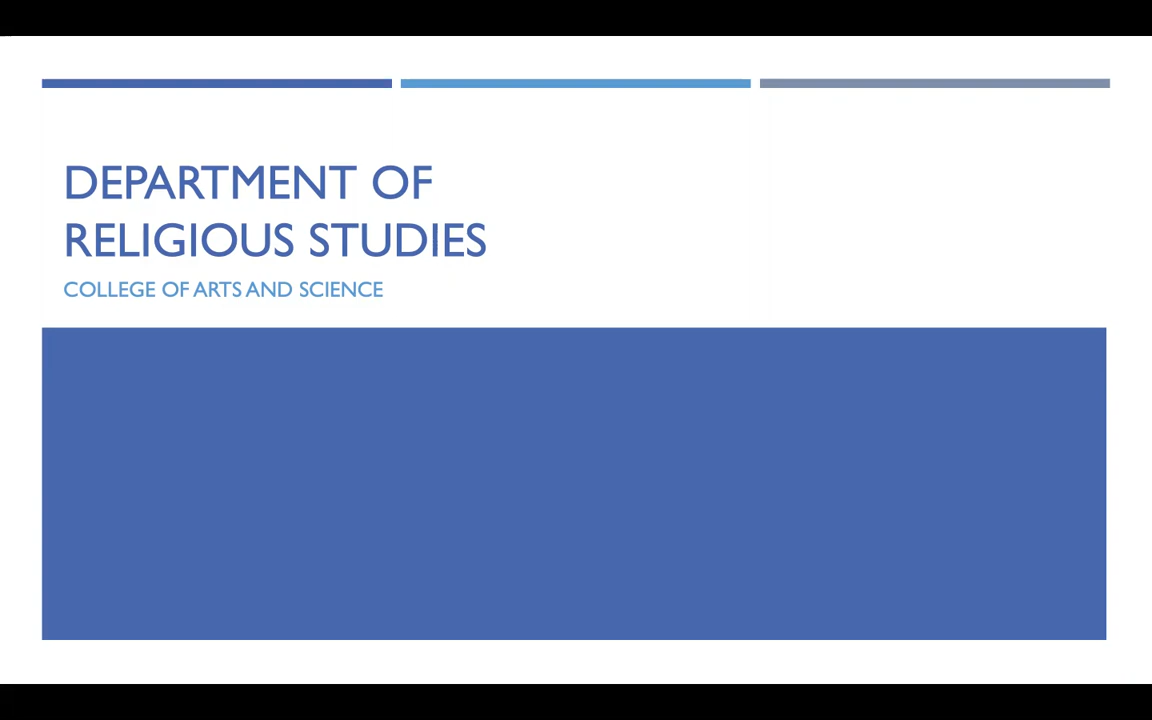 DEPARTMENT OF
RELIGIOUS STUDIES
COLLEGE OF ARTS AND SCIENCE